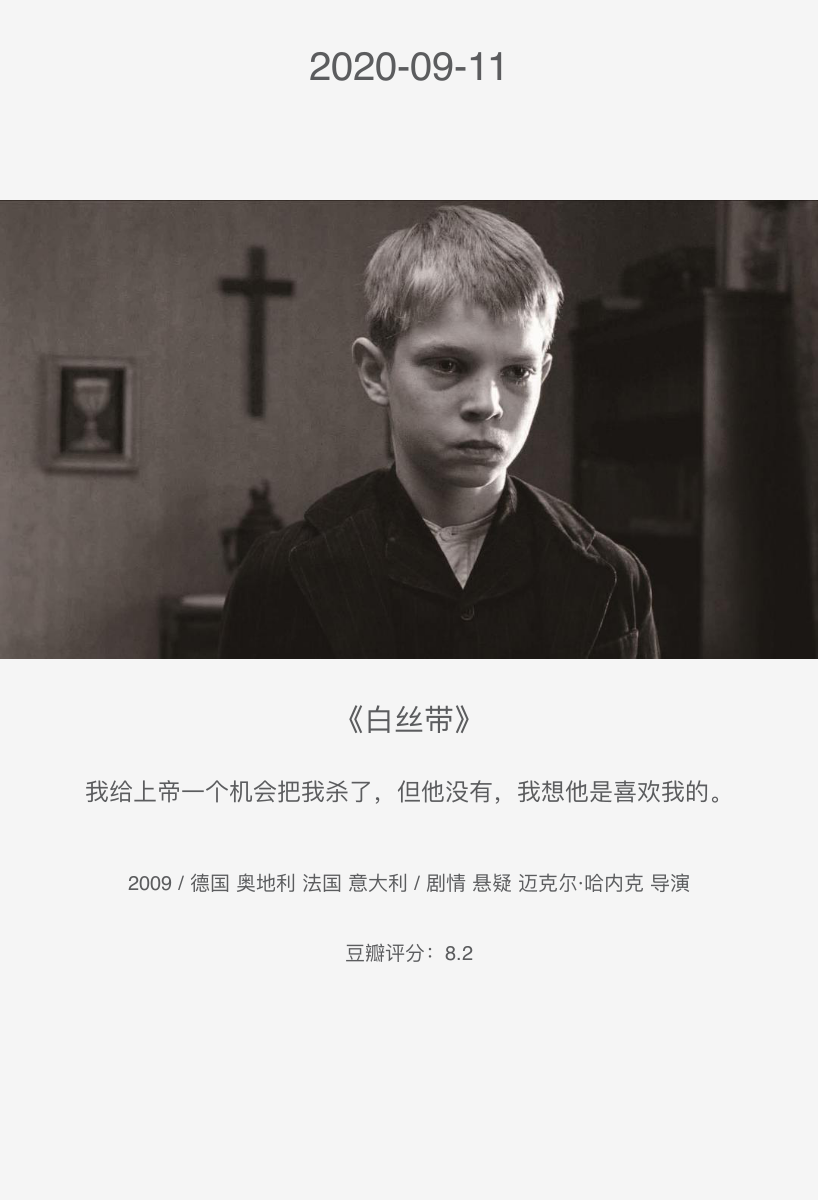 2020-09-11
《白丝带》
我给上帝一个机会把我杀了，但他没有，我想他是喜欢我的。
2009 / 德国 奥地利 法国 意大利 / 剧情 悬疑 迈克尔·哈内克 导演
豆瓣评分：8.2